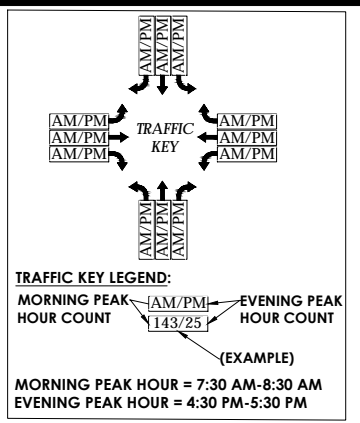 AM/PM AM/PM AM/PM
AM/PM AM/PM
AM/PM TRAFFIC AM/PM
AM/PM KEY AM/PM
AM/PM AM/PM AM/PM
TRAFFIC KEY LEGEND:
MORNING PEAK AM/PM EVENING PEAK
HOUR COUNT 143/25 HOUR COUNT
(EXAMPLE)
MORNING PEAK HOUR = 7:30 AM-8:30 AM
EVENING PEAK HOUR = 4:30 PM-5:30 PM